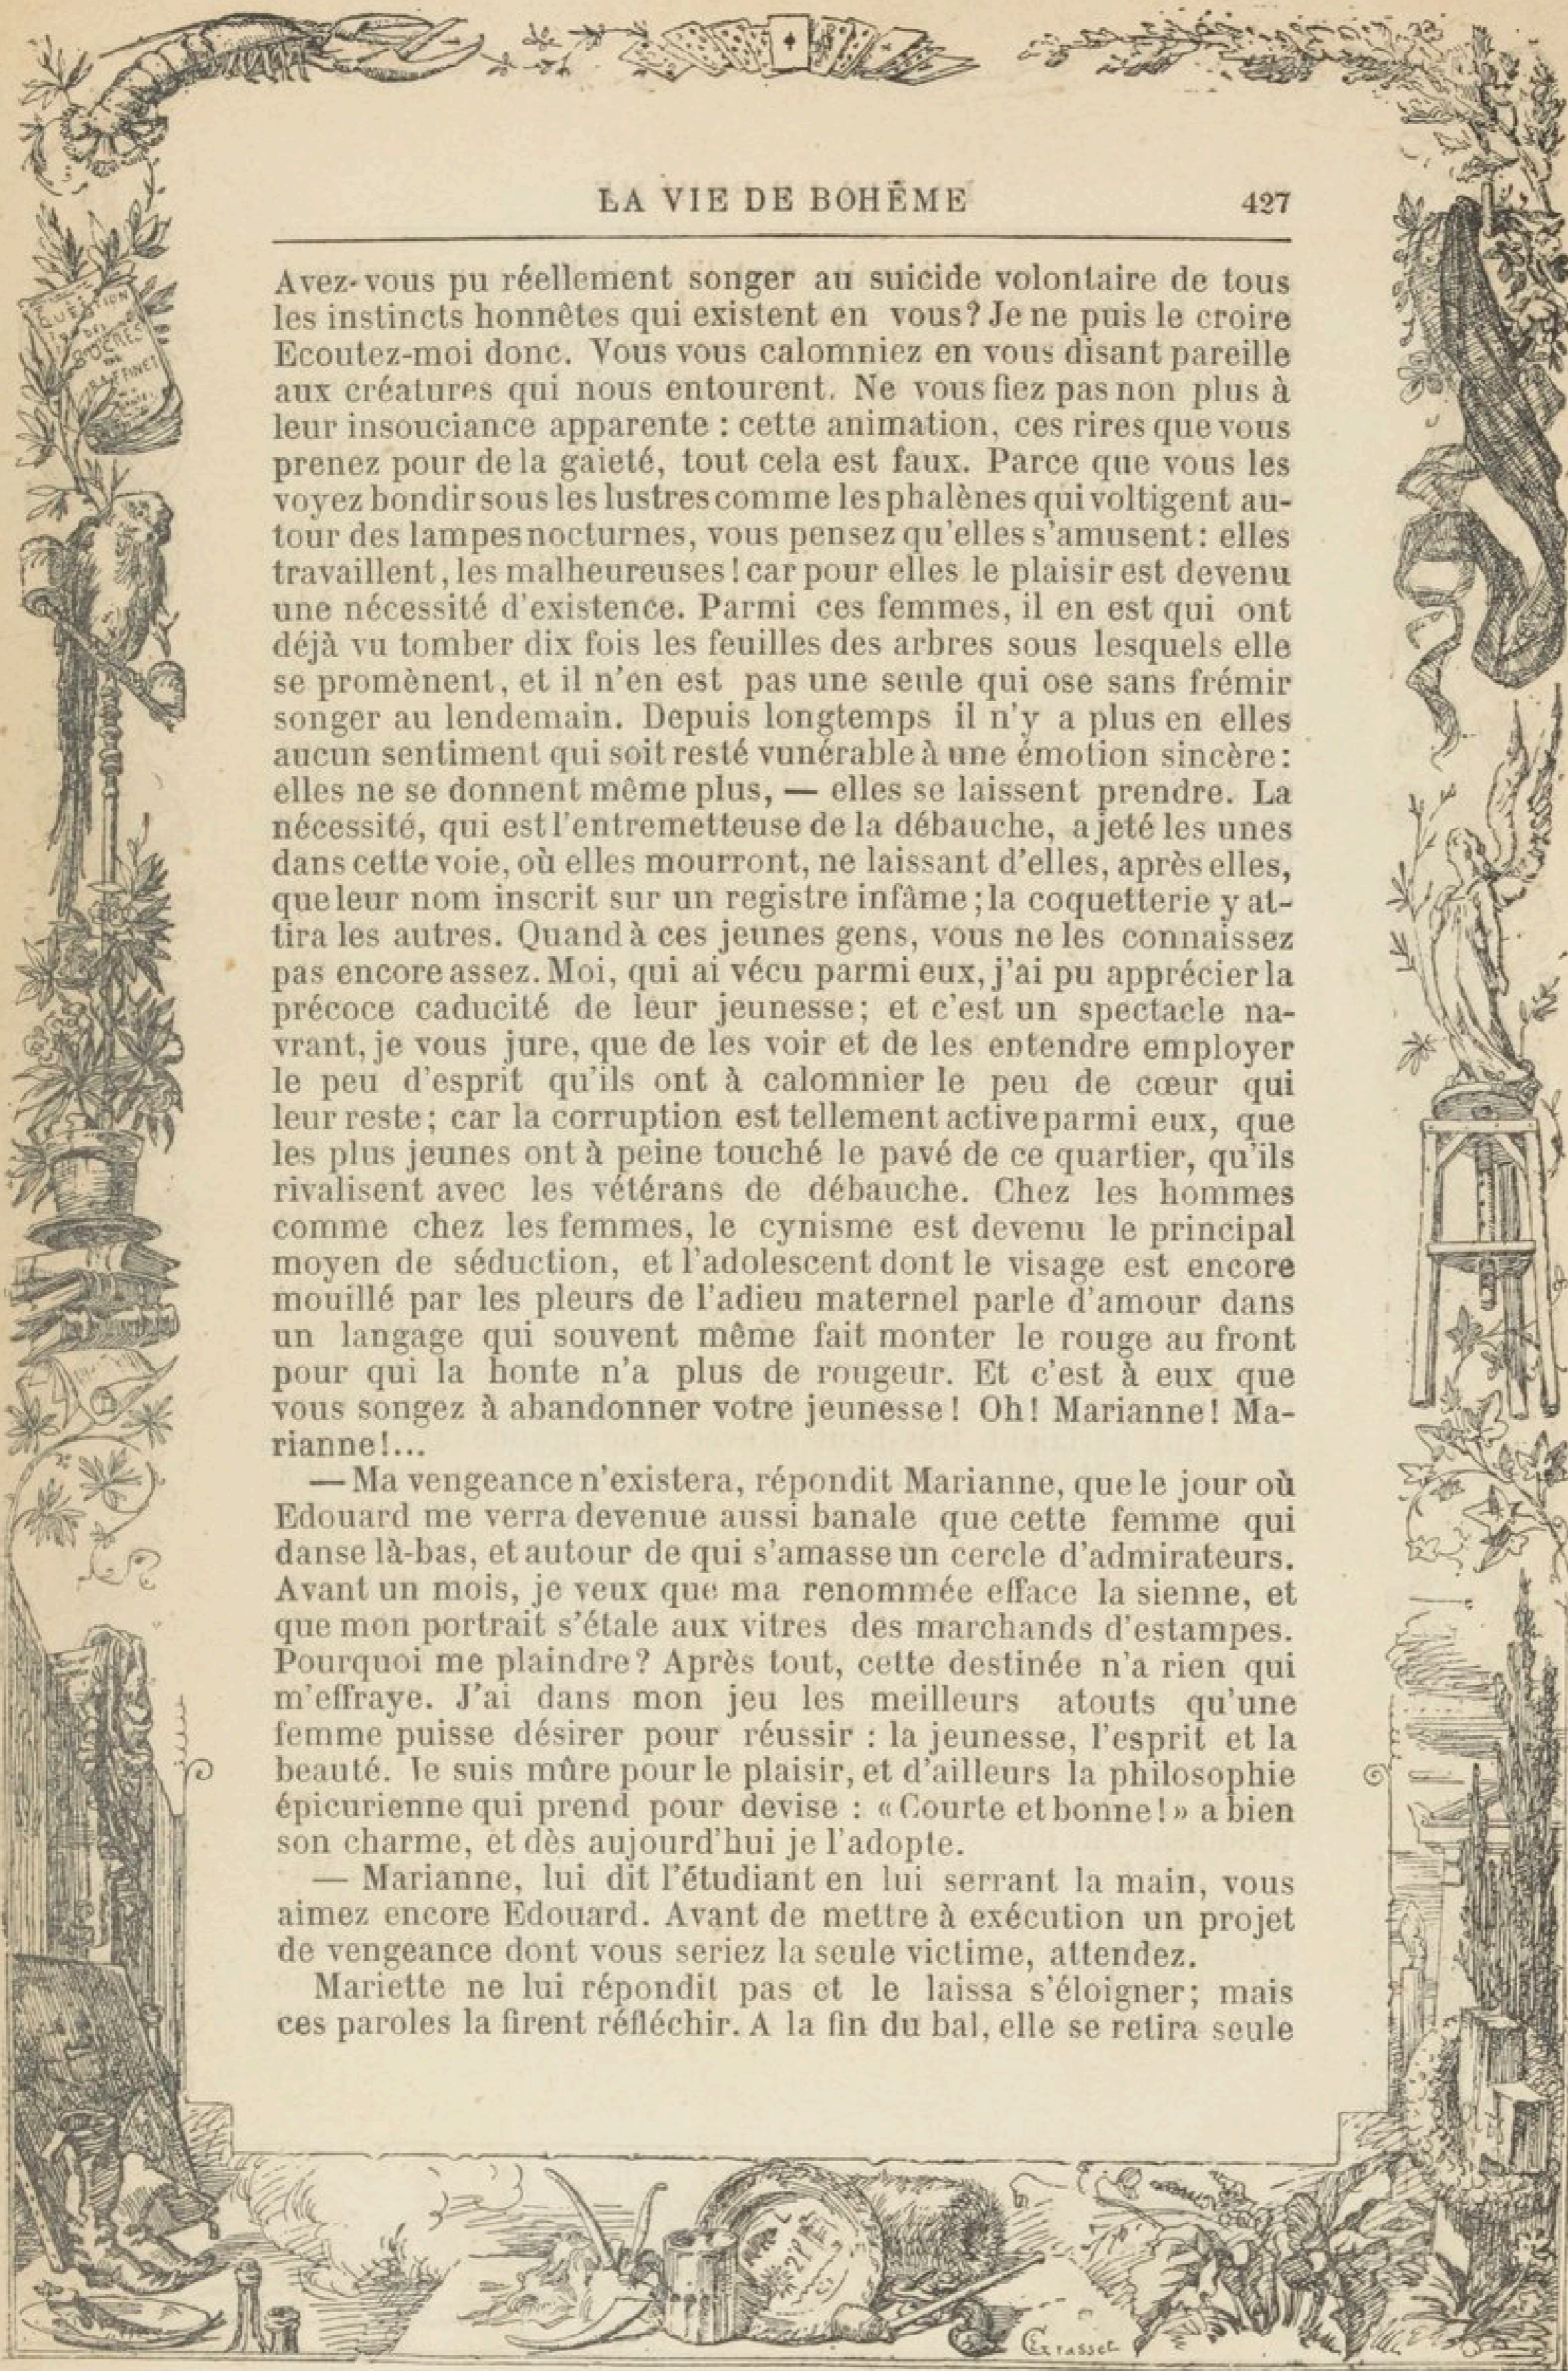 LA VIE DE BOHÊME 427
Avez-vous pu réellement songer au suicide volontaire de tous
les instincts honnêtes qui existent en vous? Je ne puis le croire
Ecoutez-moi donc. Vous vous calomniez en vous disant pareille
aux créatures qui nous entourent. Ne vous fiez pas non plus à
leur insouciance apparente : cette animation, ces rires que vous
prenez pour de la gaieté, tout cela est faux. Parce que vous les
voyez bondir sous les lustres comme les phalènes qui voltigent au-
tour des lampes nocturnes, vous pensez qu'elles s'amusent : elles
travaillent, les malheureuses ! car pour elles le plaisir est devenu
une nécessité d'existence. Parmi ces femmes, il en est qui ont
déjà vu tomber dix fois les feuilles des arbres sous lesquels elle
se promènent, et il n'en est pas une seule qui ose sans frémir
songer au lendemain. Depuis longtemps il n'y a plus en elles
aucun sentiment qui soit resté vunérable à une émotion sincère :
elles ne se donnent même plus, — elles se laissent prendre. La
nécessité, qui est l'entremetteuse de la débauche, a jeté les unes
dans cette voie, où elles mourront, ne laissant d'elles, après elles,
que leur nom inscrit sur un registre infâme ; la coquetterie y at-
tira les autres. Quand à ces jeunes gens, vous ne les connaissez
pas encore assez. Moi, qui ai vécu parmi eux, j'ai pu apprécier la
précoce caducité de leur jeunesse; et c'est un spectacle na-
vrant, je vous jure, que de les voir et de les entendre employer
le peu d'esprit qu'ils ont à calomnier le peu de cœur qui
leur reste; car la corruption est tellement active parmi eux, que
les plus jeunes ont à peine touché le pavé de ce quartier, qu'ils
rivalisent avec les vétérans de débauche. Chez les hommes
comme chez les femmes, le cynisme est devenu le principal
moyen de séduction, et l'adolescent dont le visage est encore
mouillé par les pleurs de l'adieu maternel parle d'amour dans
un langage qui souvent même fait monter le rouge au front
pour qui la honte n'a plus de rougeur. Et c'est à eux que
vous songez à abandonner votre jeunesse ! Oh ! Marianne ! Ma-
rianne !...
— Ma vengeance n'existera, répondit Marianne, que le jour où
Edouard me verra devenue aussi banale que cette femme qui
danse là-bas, et autour de qui s'amasse un cercle d'admirateurs.
Avant un mois, je veux que ma renommée efface la sienne, et
que mon portrait s'étale aux vitres des marchands d'estampes.
Pourquoi me plaindre? Après tout, cette destinée n'a rien qui
m'effraye. J'ai dans mon jeu les meilleurs atouts qu'une
femme puisse désirer pour réussir : la jeunesse, l'esprit et la
beauté. Je suis mûre pour le plaisir, et d'ailleurs la philosophie
épicurienne qui prend pour devise : « Courte et bonne ! » a bien
son charme, et dès aujourd'hui je l'adopte.
— Marianne, lui dit l'étudiant en lui serrant la main, vous
aimez encore Edouard. Avant de mettre à exécution un projet
de vengeance dont vous seriez la seule victime, attendez.
Mariette ne lui répondit pas et le laissa s'éloigner; mais
ces paroles la firent réfléchir. A la fin du bal, elle se retira seule
QUESTION
DES
SUCRES
E Grasset